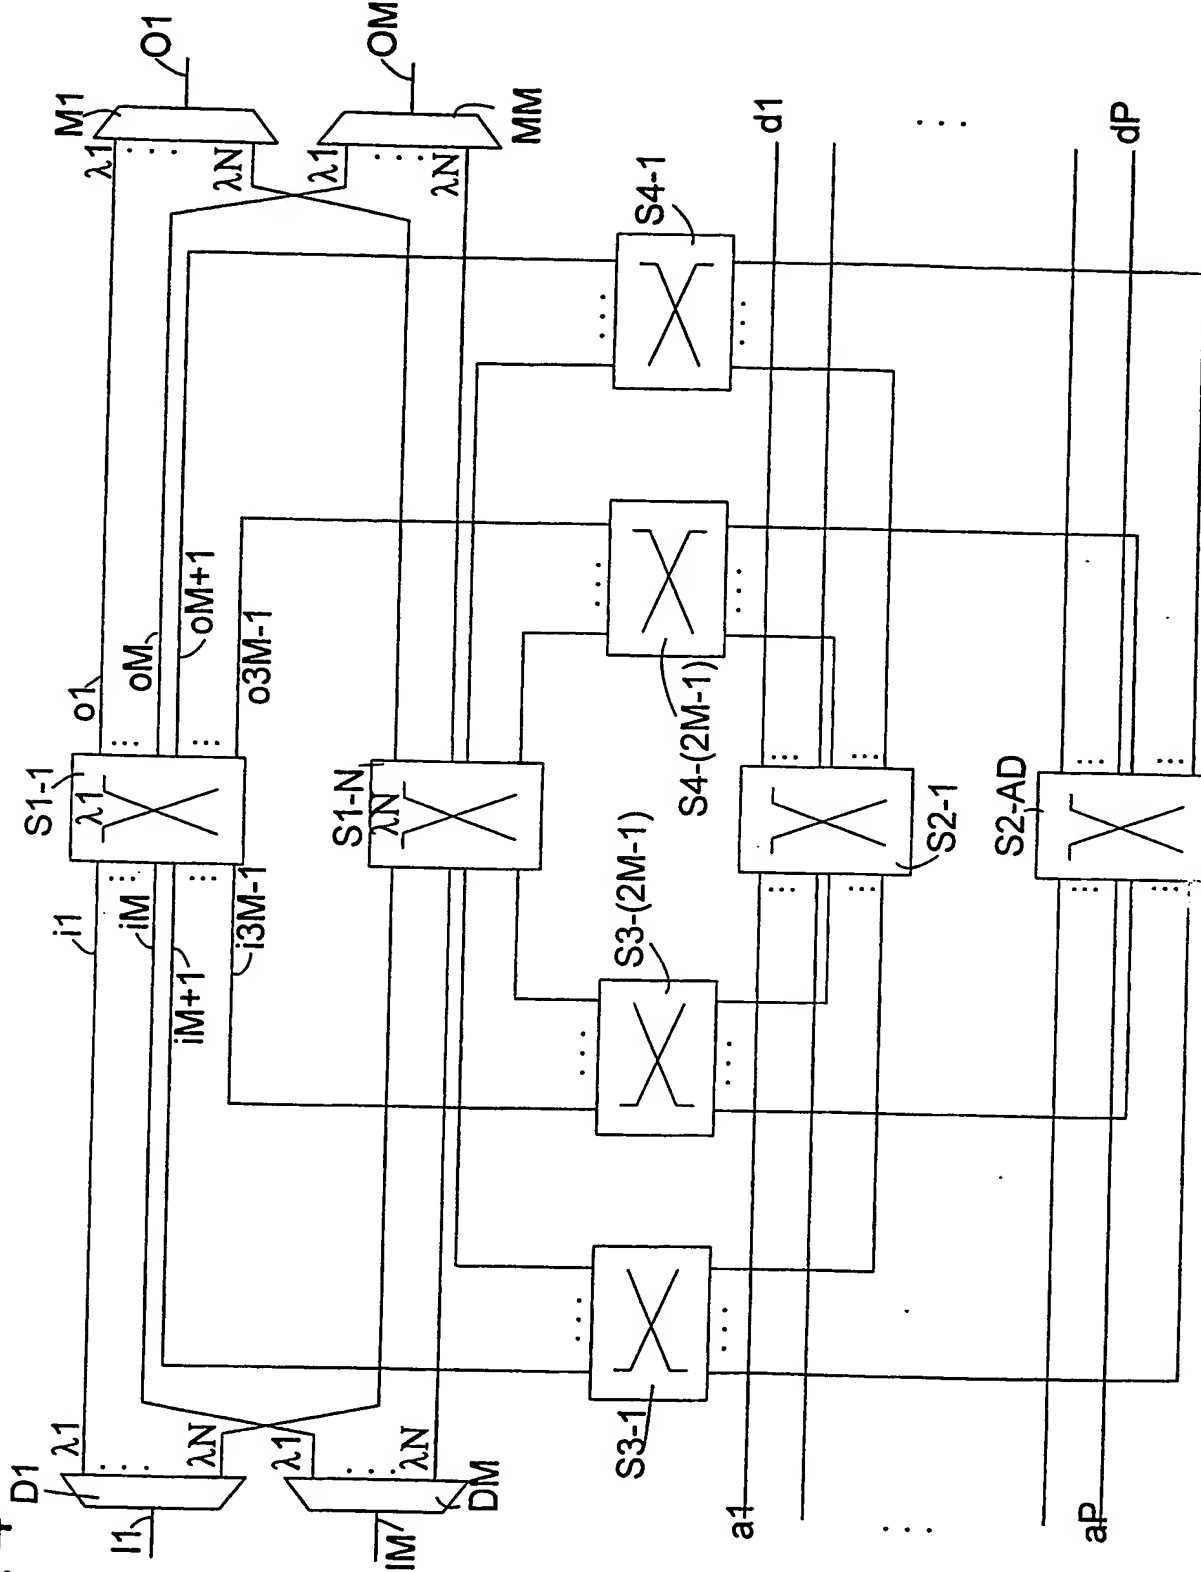 O1
OM
M1
MM
λ1
λN
λ1
λN
d1
dP
S4-1
o1
oM
oM+1
o3M-1
S1-1
λ1
S1-N
λN
S4-(2M-1)
S2-1
S2-AD
i1
iM
iM+1
i3M-1
S3-(2M-1)
S3-1
D1
λ1
λN
λ1
λN
DM
I1
IM
a1
aP